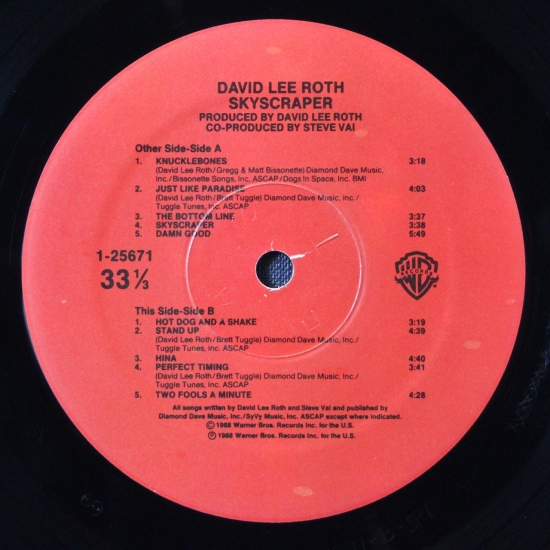 DAVID LEE ROTH
SKYSCRAPER
PRODUCED BY DAVID LEE ROTH
CO-PRODUCED BY STEVE VAI
Other Side-Side A
1. KNUCKLEBONES 3:18
(David Lee Roth/Gregg & Matt Bissonette) Diamond Dave Music,
Inc./Bissonette Songs, Inc. ASCAP/Dogs In Space, Inc. BMI
2. JUST LIKE PARADISE 4:03
(David Lee Roth/Brett Tuggle) Diamond Dave Music, Inc./
Tuggle Tunes, Inc. ASCAP
3. THE BOTTOM LINE 3:37
4. SKYSCRAPER 3:38
5. DAMN GOOD 5:49
1-25671
33 1/3
WB
RECORDS
This Side-Side B
1. HOT DOG AND A SHAKE 3:19
2. STAND UP 4:39
(David Lee Roth/Brett Tuggle) Diamond Dave Music, Inc./
Tuggle Tunes, Inc. ASCAP
3. HINA 4:40
4. PERFECT TIMING 3:41
(David Lee Roth/Brett Tuggle) Diamond Dave Music, Inc./
Tuggle Tunes, Inc. ASCAP
5. TWO FOOLS A MINUTE 4:28
All songs written by David Lee Roth and Steve Vai and published by
Diamond Dave Music, Inc./SyVy Music, Inc. ASCAP except where indicated.
© 1988 Warner Bros. Records Inc. for the U.S.
℗ 1988 Warner Bros. Records Inc. for the U.S.